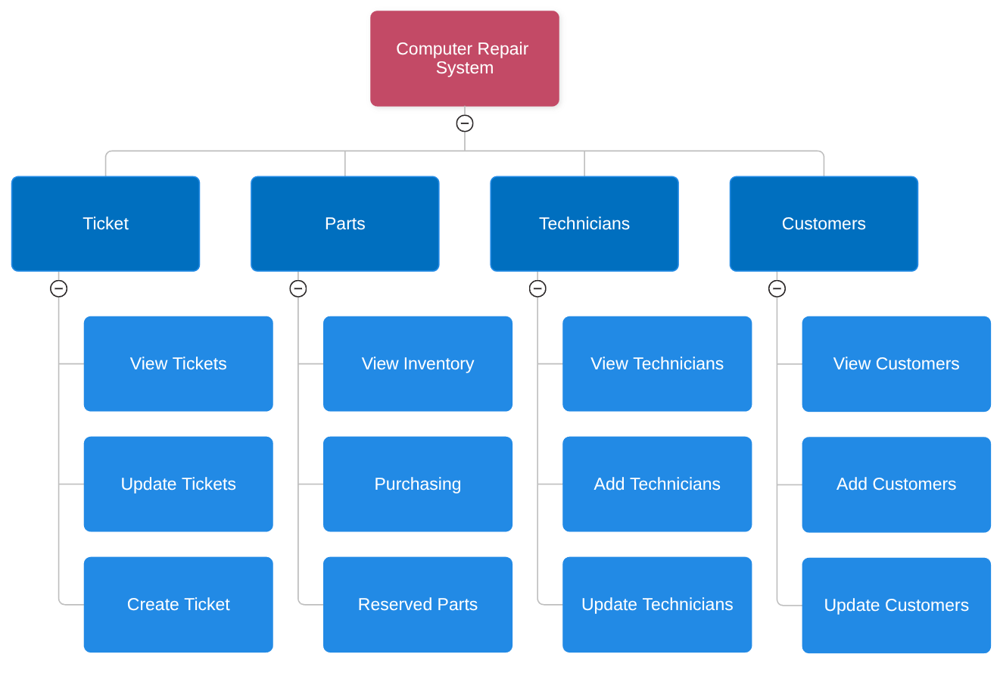 Computer Repair
System
Ticket
Parts
Technicians
Customers
View Tickets
View Inventory
View Technicians
View Customers
Update Tickets
Purchasing
Add Technicians
Add Customers
Create Ticket
Reserved Parts
Update Technicians
Update Customers